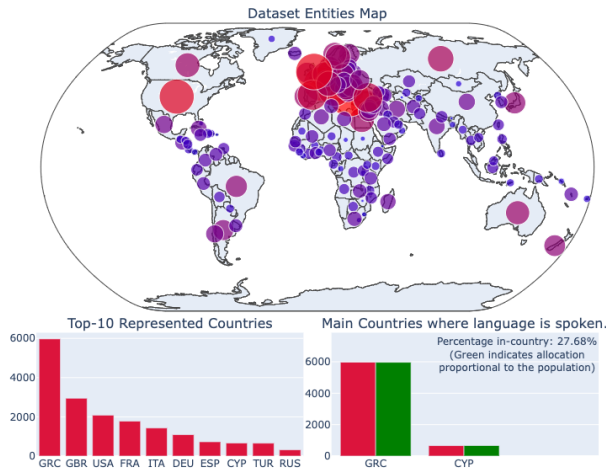 Dataset Entities Map
Top-10 Represented Countries
6000
4000
2000
0
GRC GBR USA FRA ITA DEU ESP CYP TUR RUS
Main Countries where language is spoken.
Percentage in-country: 27.68%
(Green indicates allocation
proportional to the population)
6000
4000
2000
0
GRC CYP